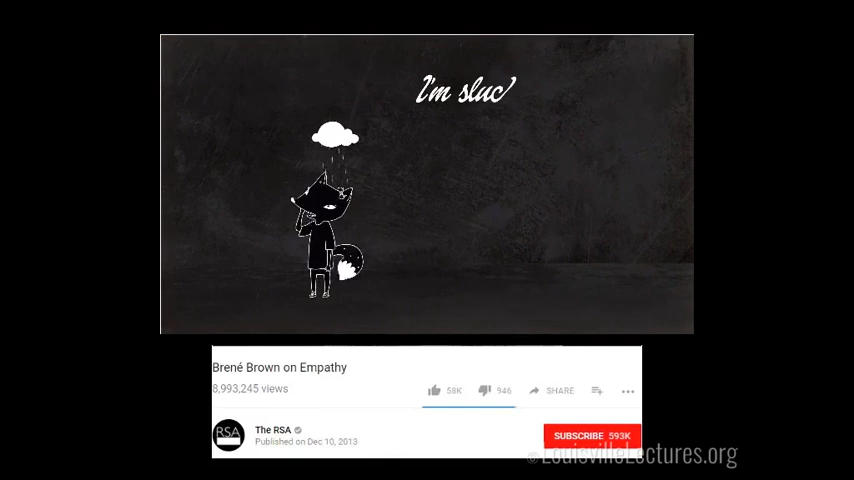 I'm stuc
Brené Brown on Empathy
8,993,245 views
58K 946 SHARE
RSA
The RSA
Published on Dec 10, 2013
SUBSCRIBE 593K
©LouisvilleLectures.org